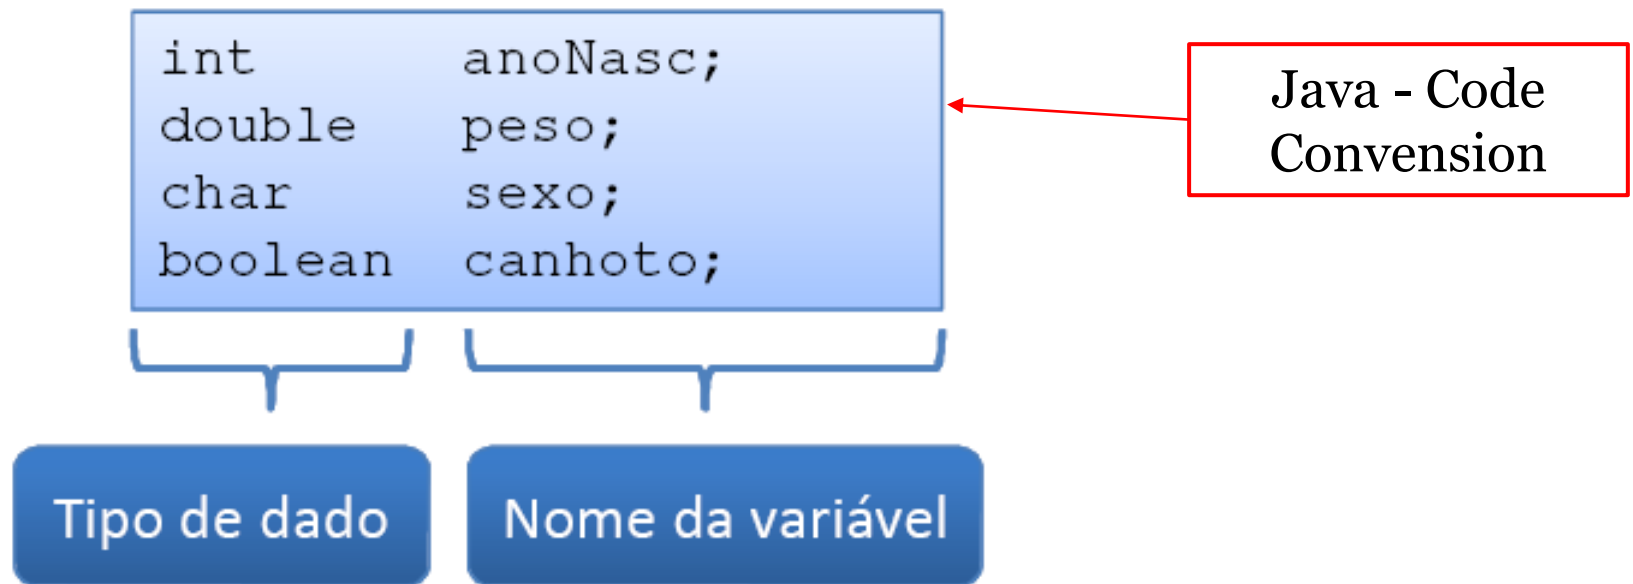 int anoNasc;
double peso;
char sexo;
boolean canhoto;
Java - Code
Convension
Tipo de dado
Nome da variável